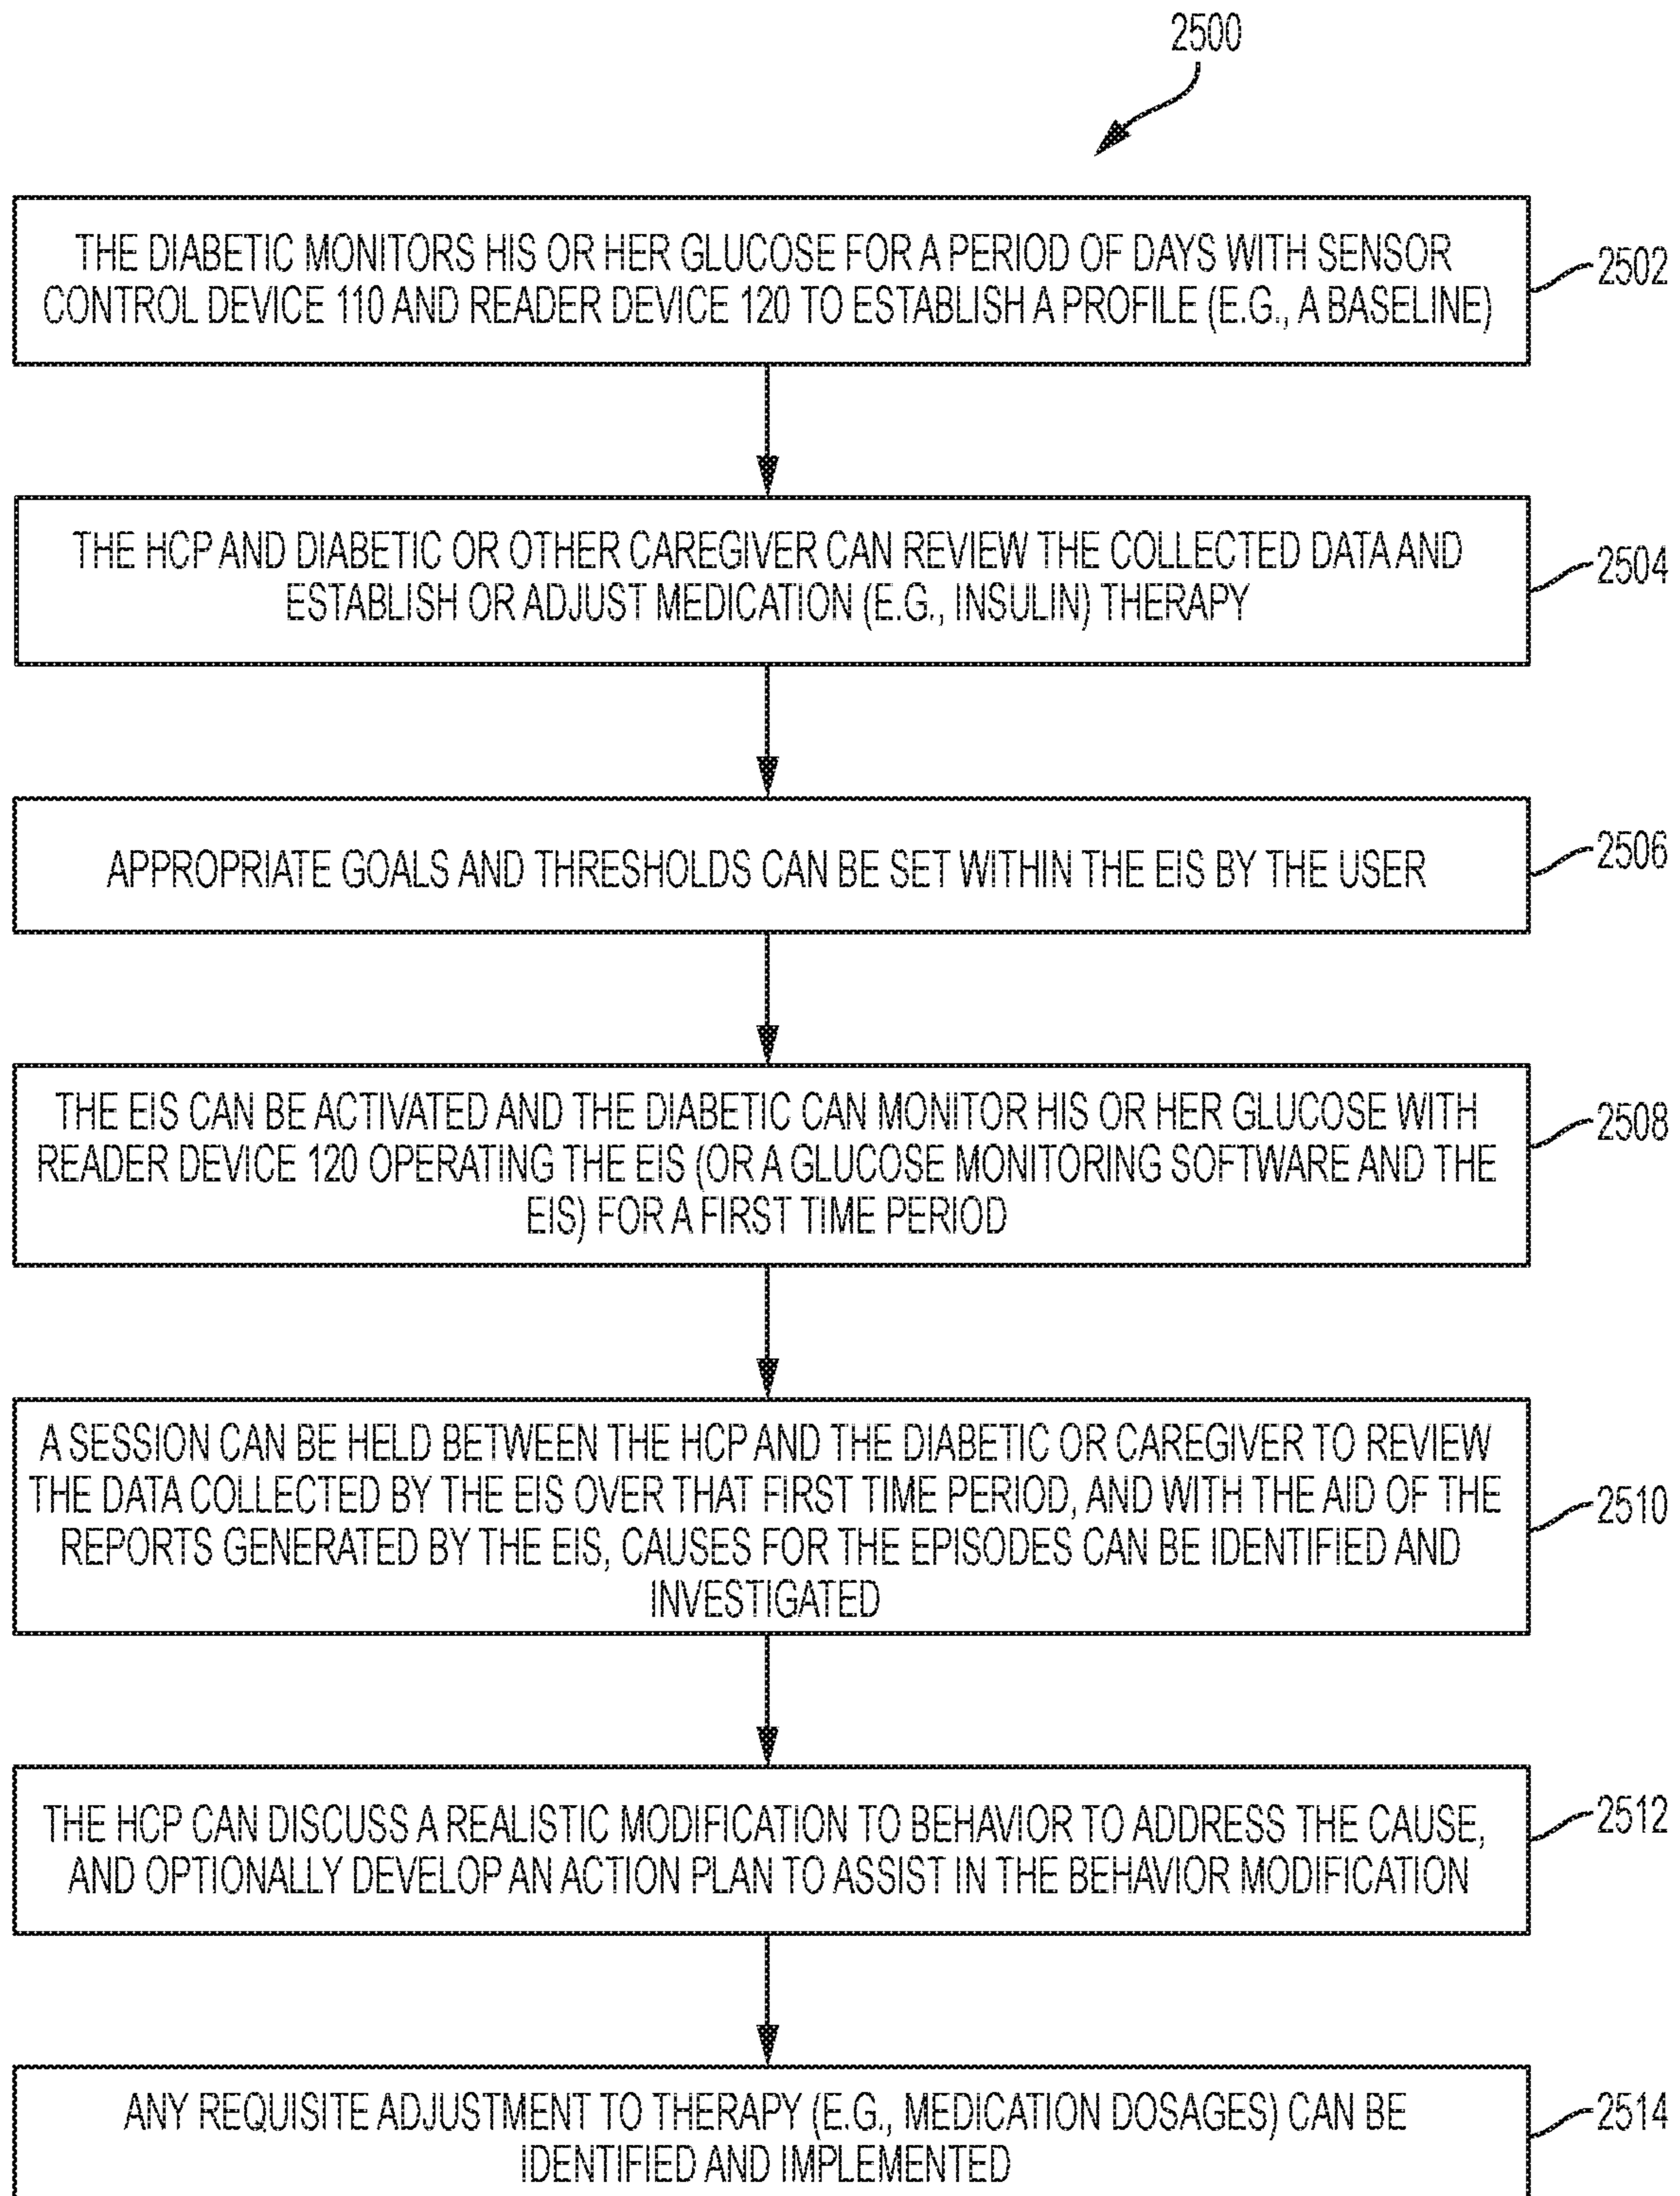 2500
THE DIABETIC MONITORS HIS OR HER GLUCOSE FOR A PERIOD OF DAYS WITH SENSOR
CONTROL DEVICE 110 AND READER DEVICE 120 TO ESTABLISH A PROFILE (E.G., A BASELINE)
2502
THE HCP AND DIABETIC OR OTHER CAREGIVER CAN REVIEW THE COLLECTED DATA AND
ESTABLISH OR ADJUST MEDICATION (E.G., INSULIN) THERAPY
2504
APPROPRIATE GOALS AND THRESHOLDS CAN BE SET WITHIN THE EIS BY THE USER
2506
THE EIS CAN BE ACTIVATED AND THE DIABETIC CAN MONITOR HIS OR HER GLUCOSE WITH
READER DEVICE 120 OPERATING THE EIS (OR A GLUCOSE MONITORING SOFTWARE AND THE
EIS) FOR A FIRST TIME PERIOD
2508
A SESSION CAN BE HELD BETWEEN THE HCP AND THE DIABETIC OR CAREGIVER TO REVIEW
THE DATA COLLECTED BY THE EIS OVER THAT FIRST TIME PERIOD, AND WITH THE AID OF THE
REPORTS GENERATED BY THE EIS, CAUSES FOR THE EPISODES CAN BE IDENTIFIED AND
INVESTIGATED
2510
THE HCP CAN DISCUSS A REALISTIC MODIFICATION TO BEHAVIOR TO ADDRESS THE CAUSE,
AND OPTIONALLY DEVELOP AN ACTION PLAN TO ASSIST IN THE BEHAVIOR MODIFICATION
2512
ANY REQUISITE ADJUSTMENT TO THERAPY (E.G., MEDICATION DOSAGES) CAN BE
IDENTIFIED AND IMPLEMENTED
2514